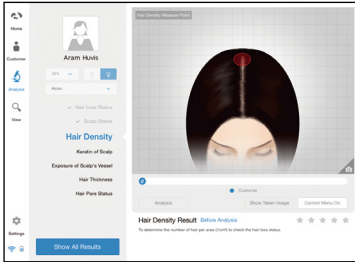 Home
Customer
Analysis
View
Settings
Aram Huvis
Asian
Hair Loss Status
Scalp Status
Hair Density
Keratin of Scalp
Exposure of Scalp's Vessel
Hair Thickness
Hair Pore Status
Show All Results
Hair Density Measure Point
Customer
Analysis
Show Taken Image
Control Menu On
Hair Density Result Before Analysis
To determine the number of hair per area (/cm²) to check the hair loss status.